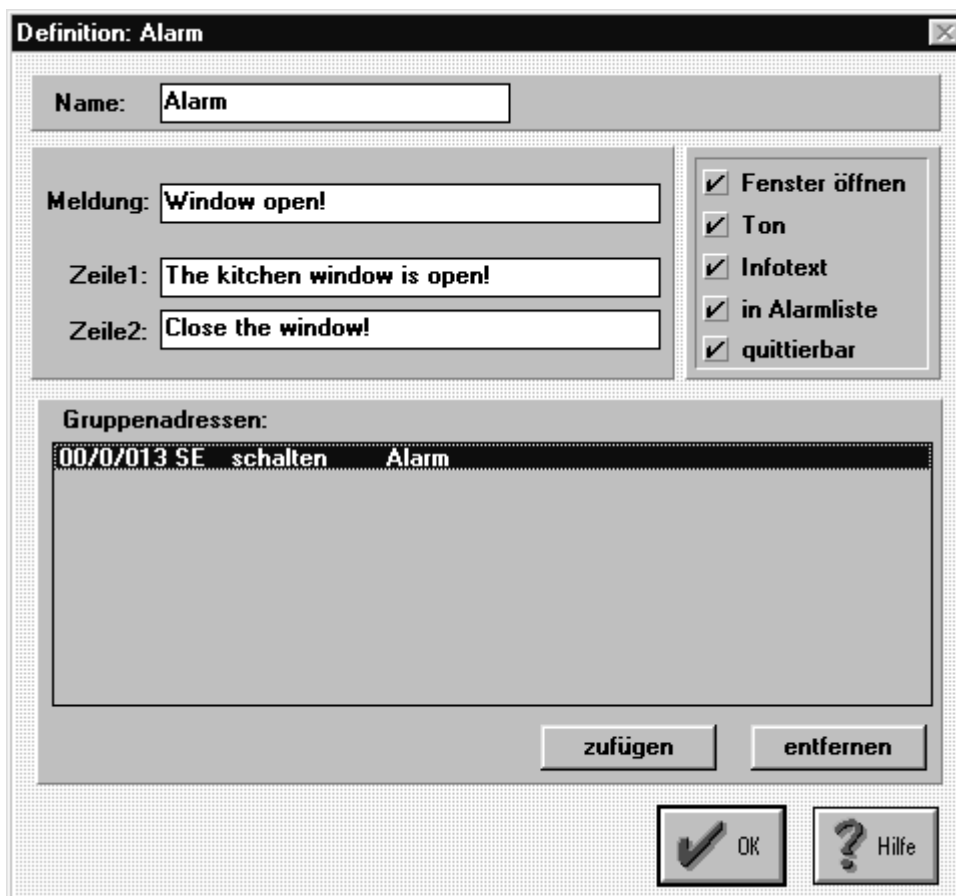 Definition: Alarm
Name: Alarm
Meldung: Window open!
Zeile1: The kitchen window is open!
Zeile2: Close the window!
Fenster öffnen
Ton
Infotext
in Alarmliste
quittierbar
Gruppenadressen:
00/0/013 SE schalten Alarm
zufügen entfernen
OK Hilfe